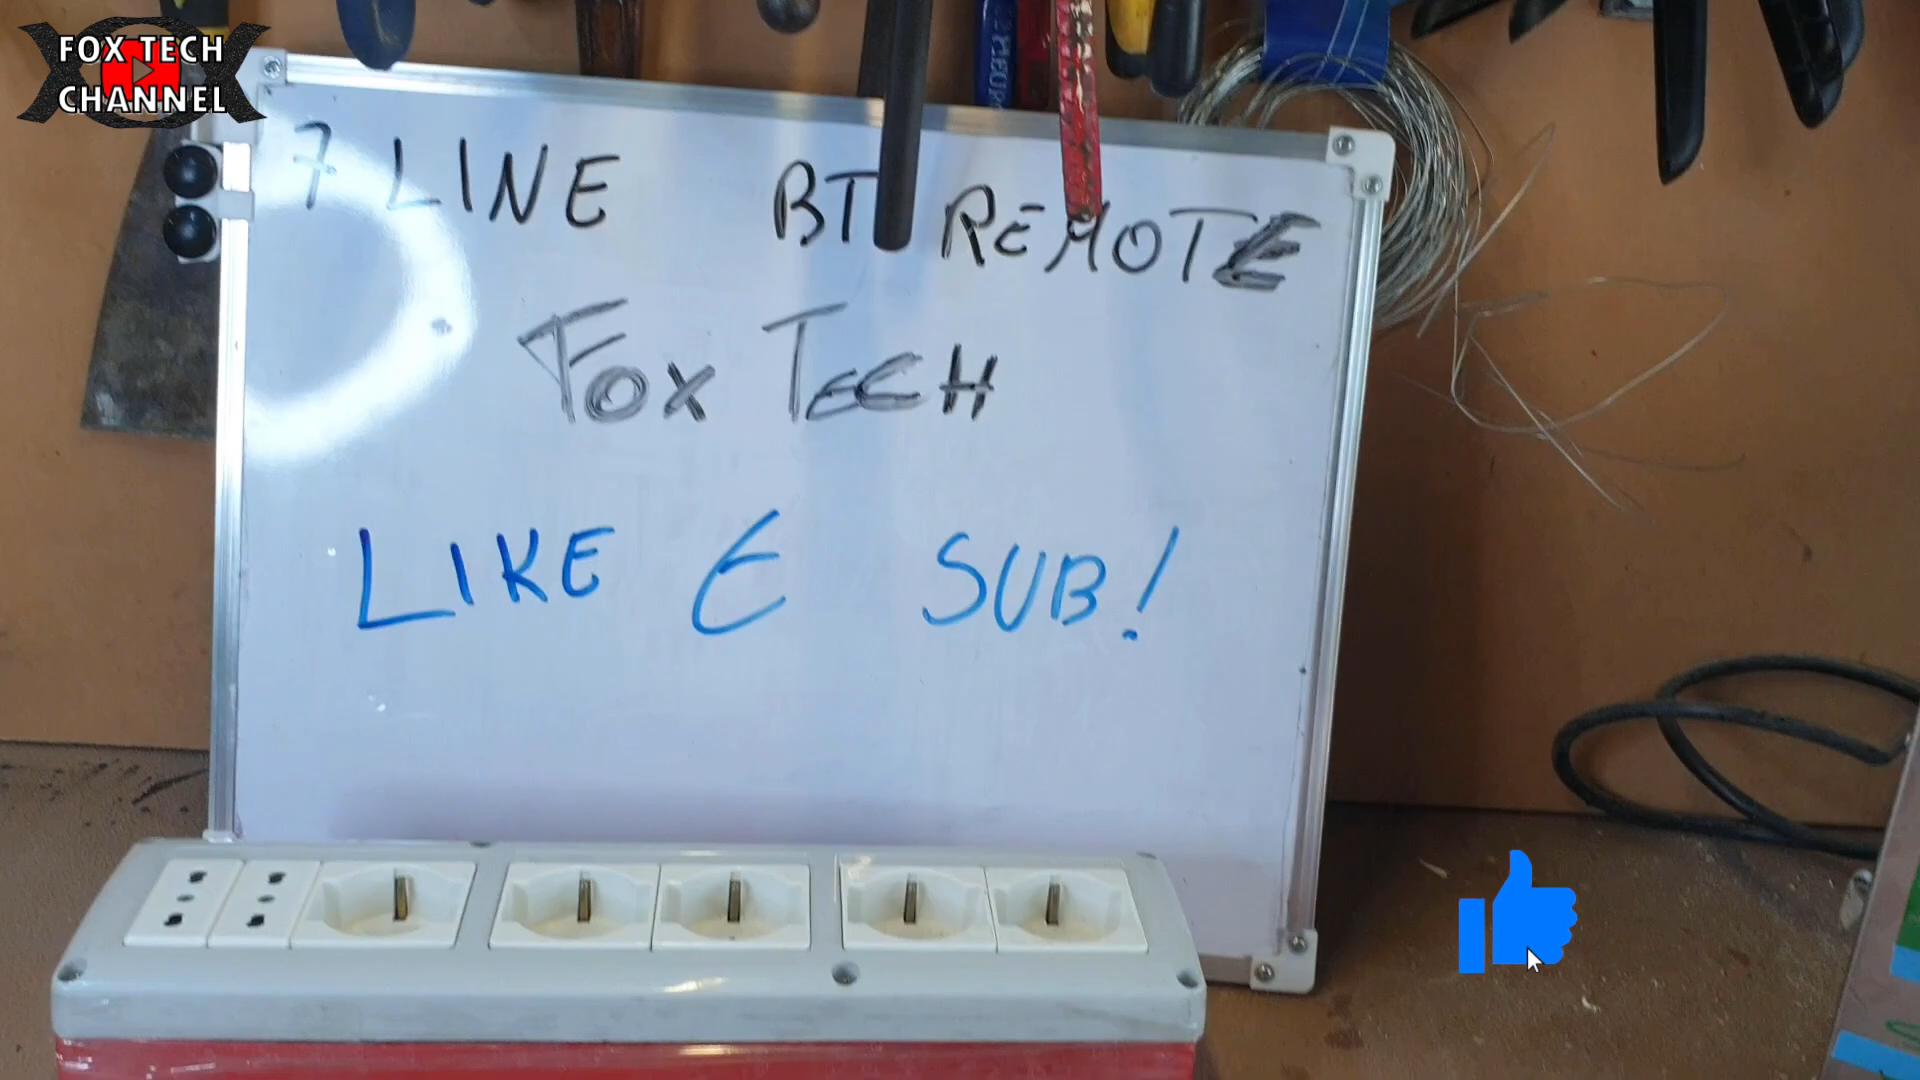 FOX TECH
CHANNEL
7 LINE BT REMOTE
FOX TECH
LIKE E SUB!